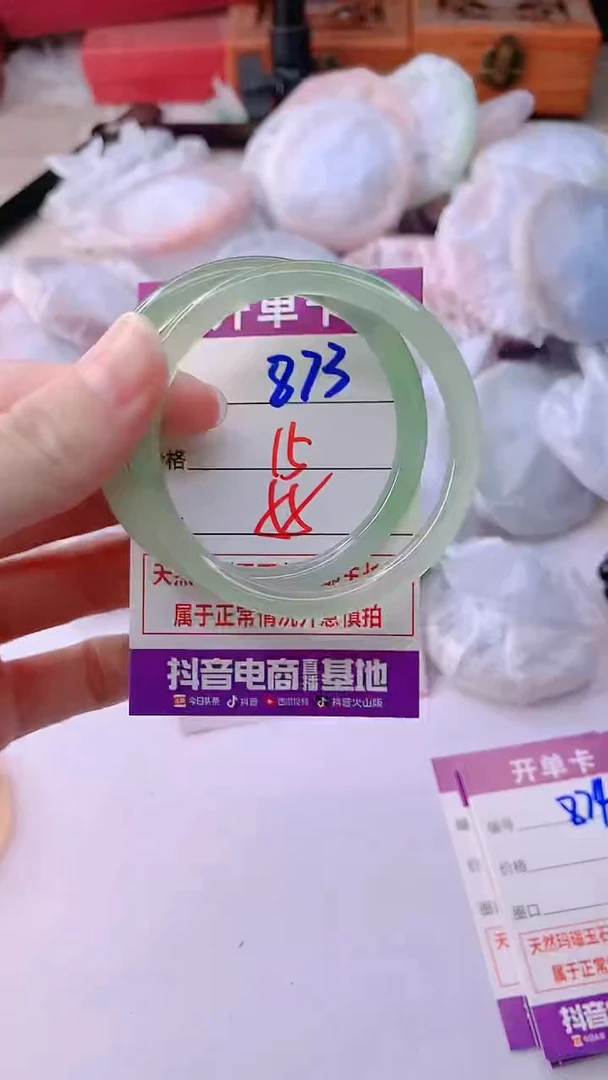 开单卡
873
格 15
属于正常情况介意慎拍
抖音电商直播基地
今日头条 抖音 西瓜视频 抖音火山版
开单卡
编号 874
价格
圈口
天然玛瑙玉石
属于正常
抖音